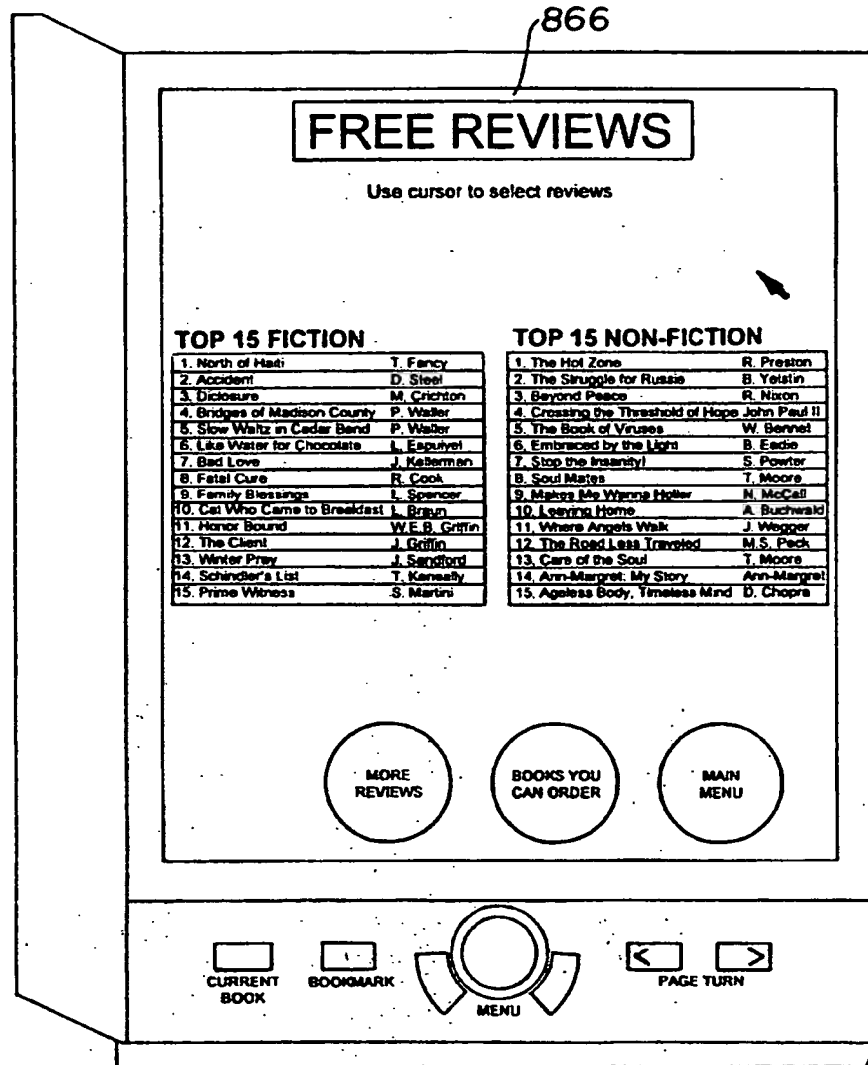 866
FREE REVIEWS
Use cursor to select reviews
TOP 15 FICTION
1. North of Haiti T. Fancy
2. Accident D. Steel
3. Diclosure M. Crichton
4. Bridges of Madison County P. Waller
5. Slow Waltz in Cedar Bend P. Waller
6. Like Water for Chocolate L. Esquivel
7. Bad Love J. Kellerman
8. Fatal Cure R. Cook
9. Family Blessings L. Spencer
10. Cat Who Came to Breakfast L. Braun
11. Honor Bound W.E.B. Griffin
12. The Client J. Griffin
13. Winter Prey J. Sandford
14. Schindler's List T. Keneally
15. Prime Witness S. Martini
TOP 15 NON-FICTION
1. The Hot Zone R. Preston
2. The Struggle for Russie B. Yelstin
3. Beyond Peace R. Nixon
4. Crossing the Threshold of Hope John Paul II
5. The Book of Viruses W. Bennet
6. Embraced by the Light B. Eadie
7. Stop the Insanity! S. Powter
8. Soul Mates T. Moore
9. Makes Me Wanna Holler N. McCall
10. Leaving Home A. Buchwald
11. Where Angels Walk J. Wegger
12. The Road Less Traveled M.S. Peck
13. Care of the Soul T. Moore
14. Ann-Margret: My Story Ann-Margret
15. Ageless Body, Timeless Mind D. Chopra
MORE REVIEWS
BOOKS YOU CAN ORDER
MAIN MENU
CURRENT BOOK
BOOKMARK
MENU
< >
PAGE TURN